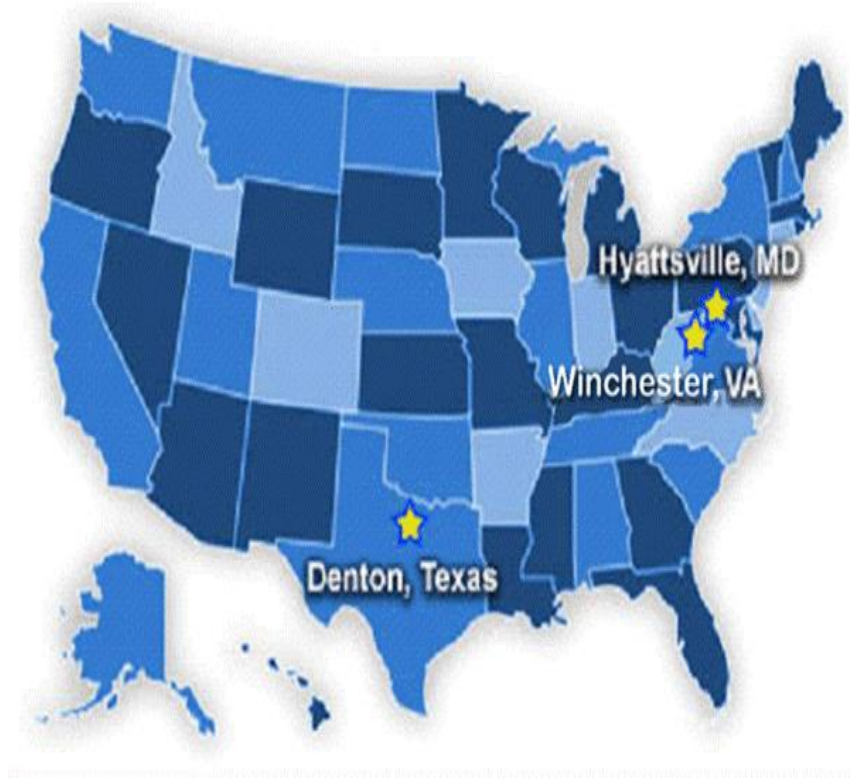 Hyattsville, MD
Winchester, VA
Denton, Texas